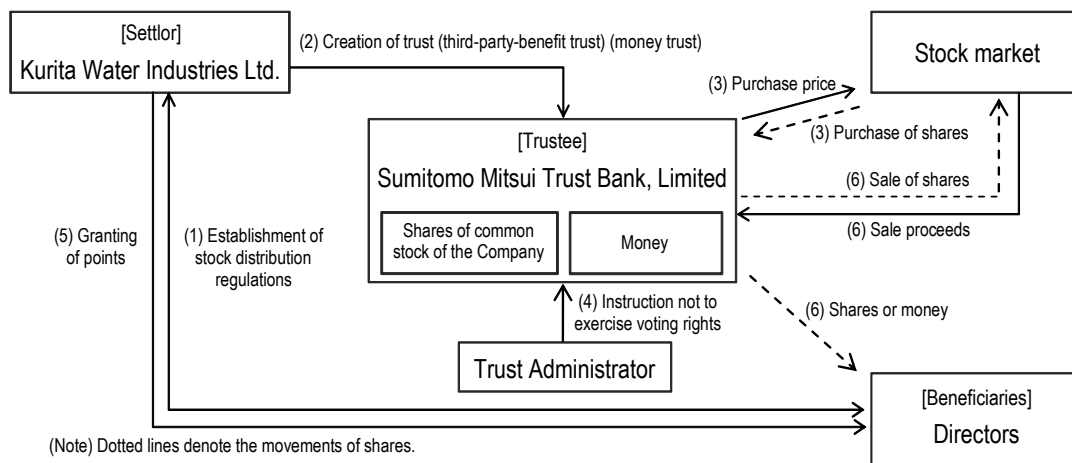 [Settlor]
Kurita Water Industries Ltd.
(2) Creation of trust (third-party-benefit trust) (money trust)
Stock market
(3) Purchase price
(3) Purchase of shares
[Trustee]
Sumitomo Mitsui Trust Bank, Limited
Shares of common
stock of the Company
Money
(6) Sale of shares
(6) Sale proceeds
(5) Granting
of points
(1) Establishment of
stock distribution
regulations
(4) Instruction not to
exercise voting rights
(6) Shares or money
Trust Administrator
[Beneficiaries]
Directors
(Note) Dotted lines denote the movements of shares.